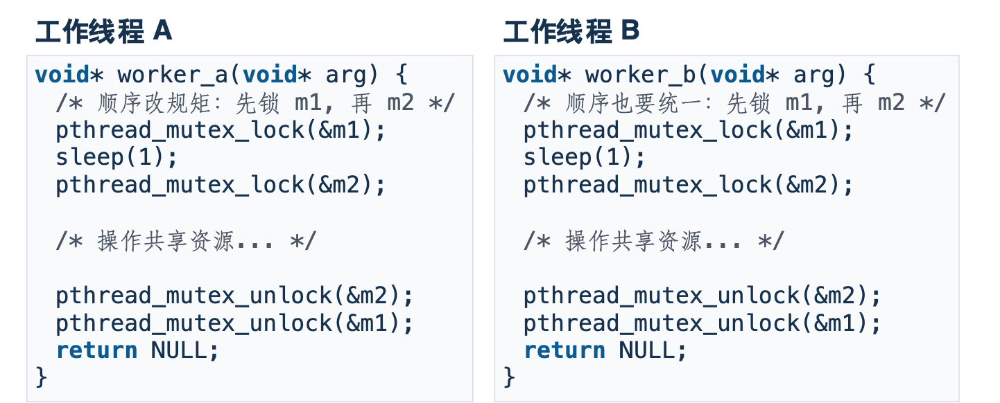 工作线程 A
void* worker_a(void* arg) {
/* 顺序改规矩: 先锁 m1, 再 m2 */
pthread_mutex_lock(&m1);
sleep(1);
pthread_mutex_lock(&m2);
/* 操作共享资源... */
pthread_mutex_unlock(&m2);
pthread_mutex_unlock(&m1);
return NULL;
}
工作线程 B
void* worker_b(void* arg) {
/* 顺序也要统一: 先锁 m1, 再 m2 */
pthread_mutex_lock(&m1);
sleep(1);
pthread_mutex_lock(&m2);
/* 操作共享资源... */
pthread_mutex_unlock(&m2);
pthread_mutex_unlock(&m1);
return NULL;
}